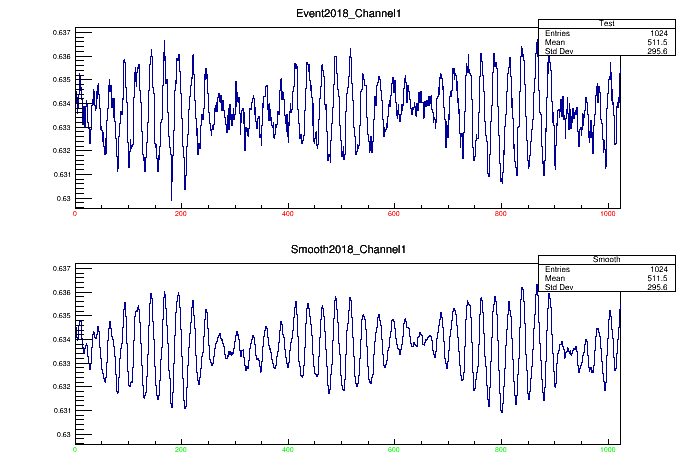 Event2018_Channel1
Test
Entries 1024
Mean 511.5
Std Dev 295.6
0.637
0.636
0.635
0.634
0.633
0.632
0.631
0.63
0 200 400 600 800 1000
Smooth2018_Channel1
Smooth
Entries 1024
Mean 511.5
Std Dev 295.6
0.637
0.636
0.635
0.634
0.633
0.632
0.631
0.63
0 200 400 600 800 1000